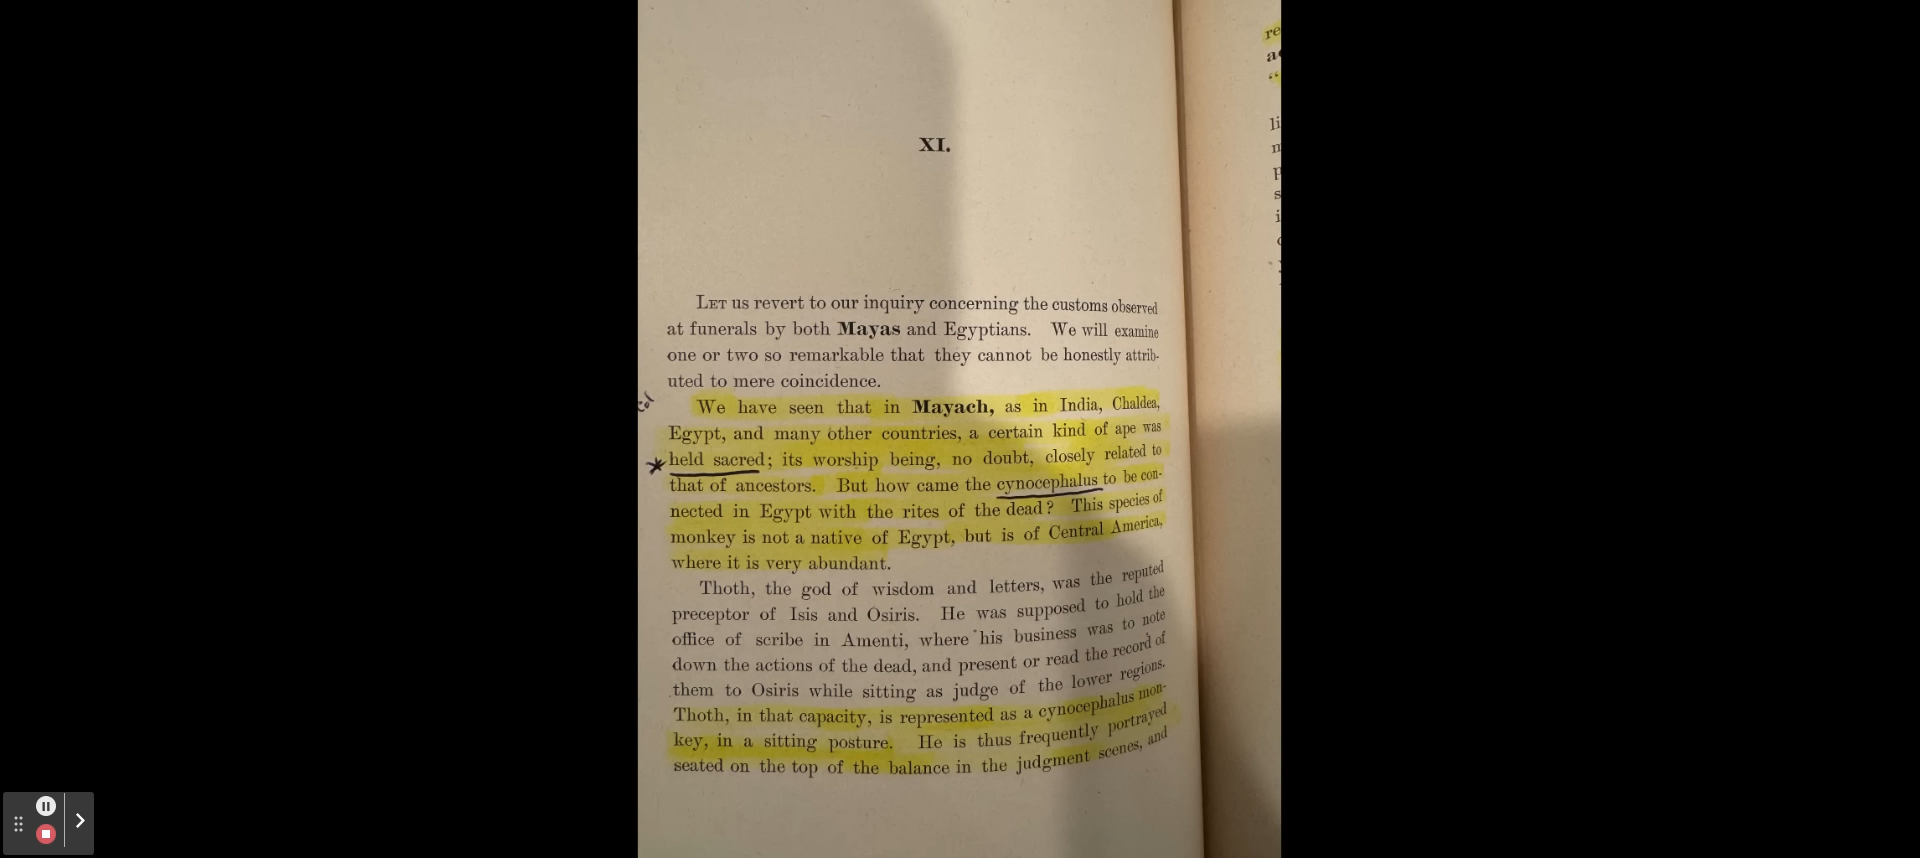 XI.
LET us revert to our inquiry concerning the customs observed
at funerals by both Mayas and Egyptians. We will examine
one or two so remarkable that they cannot be honestly attrib-
uted to mere coincidence.
We have seen that in Mayach, as in India, Chaldea,
Egypt, and many other countries, a certain kind of ape was
held sacred; its worship being, no doubt, closely related to
that of ancestors. But how came the cynocephalus to be con-
nected in Egypt with the rites of the dead? This species of
monkey is not a native of Egypt, but is of Central America,
where it is very abundant.
Thoth, the god of wisdom and letters, was the reputed
preceptor of Isis and Osiris. He was supposed to hold the
office of scribe in Amenti, where his business was to note
down the actions of the dead, and present or read the record of
them to Osiris while sitting as judge of the lower regions.
Thoth, in that capacity, is represented as a cynocephalus mon-
key, in a sitting posture. He is thus frequently portrayed
seated on the top of the balance in the judgment scenes, and